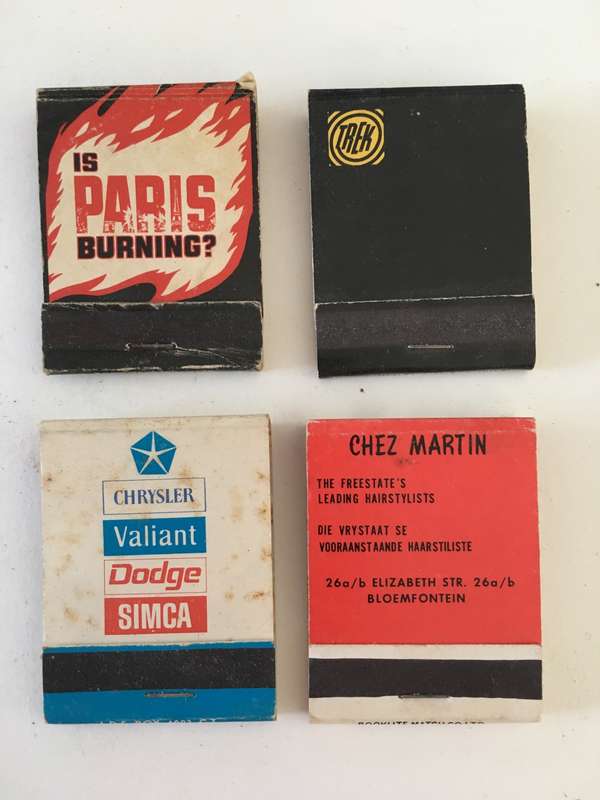 IS
PARIS
BURNING?
TREK
CHRYSLER
Valiant
Dodge
SIMCA
CHEZ MARTIN
THE FREESTATE'S
LEADING HAIRSTYLISTS
DIE VRYSTAAT SE
VOORAANSTAANDE HAARSTILISTE
26a/b ELIZABETH STR. 26a/b
BLOEMFONTEIN